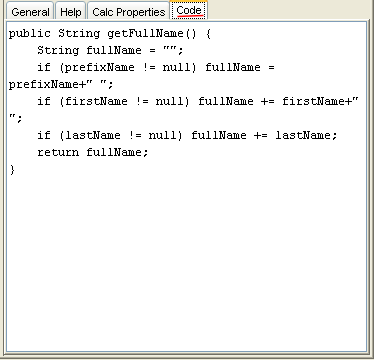 General Help Calc Properties Code
public String getFullName() {
    String fullName = "";
    if (prefixName != null) fullName =
prefixName+" ";
    if (firstName != null) fullName += firstName+"
";
    if (lastName != null) fullName += lastName;
    return fullName;
}